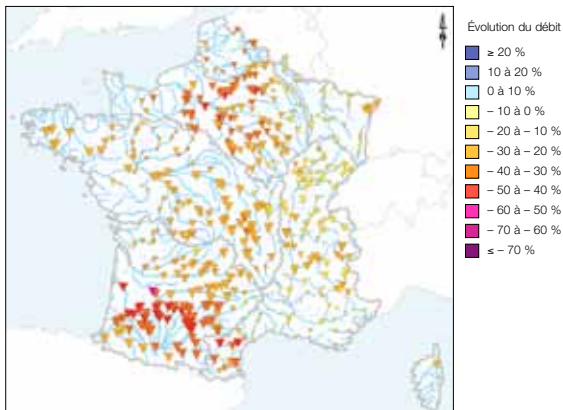 Évolution du débit
≥ 20 %
10 à 20 %
0 à 10 %
– 10 à 0 %
– 20 à – 10 %
– 30 à – 20 %
– 40 à – 30 %
– 50 à – 40 %
– 60 à – 50 %
– 70 à – 60 %
≤ – 70 %